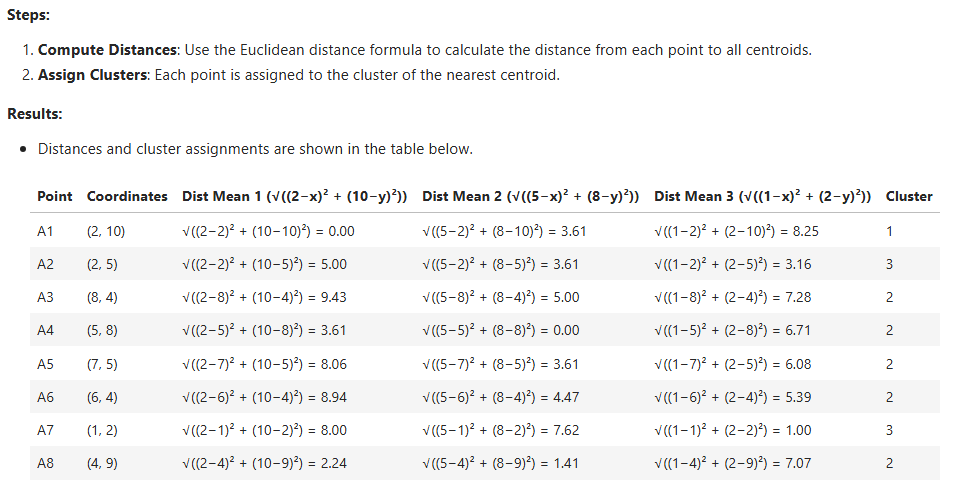 Steps:
1. Compute Distances: Use the Euclidean distance formula to calculate the distance from each point to all centroids.
2. Assign Clusters: Each point is assigned to the cluster of the nearest centroid.
Results:
• Distances and cluster assignments are shown in the table below.
Point Coordinates Dist Mean 1 (√((2−x)² + (10−y)²)) Dist Mean 2 (√((5−x)² + (8−y)²)) Dist Mean 3 (√((1−x)² + (2−y)²)) Cluster
A1 (2, 10) √((2−2)² + (10−10)²) = 0.00 √((5−2)² + (8−10)²) = 3.61 √((1−2)² + (2−10)²) = 8.25 1
A2 (2, 5) √((2−2)² + (10−5)²) = 5.00 √((5−2)² + (8−5)²) = 3.61 √((1−2)² + (2−5)²) = 3.16 3
A3 (8, 4) √((2−8)² + (10−4)²) = 9.43 √((5−8)² + (8−4)²) = 5.00 √((1−8)² + (2−4)²) = 7.28 2
A4 (5, 8) √((2−5)² + (10−8)²) = 3.61 √((5−5)² + (8−8)²) = 0.00 √((1−5)² + (2−8)²) = 6.71 2
A5 (7, 5) √((2−7)² + (10−5)²) = 8.06 √((5−7)² + (8−5)²) = 3.61 √((1−7)² + (2−5)²) = 6.08 2
A6 (6, 4) √((2−6)² + (10−4)²) = 8.94 √((5−6)² + (8−4)²) = 4.47 √((1−6)² + (2−4)²) = 5.39 2
A7 (1, 2) √((2−1)² + (10−2)²) = 8.00 √((5−1)² + (8−2)²) = 7.62 √((1−1)² + (2−2)²) = 1.00 3
A8 (4, 9) √((2−4)² + (10−9)²) = 2.24 √((5−4)² + (8−9)²) = 1.41 √((1−4)² + (2−9)²) = 7.07 2